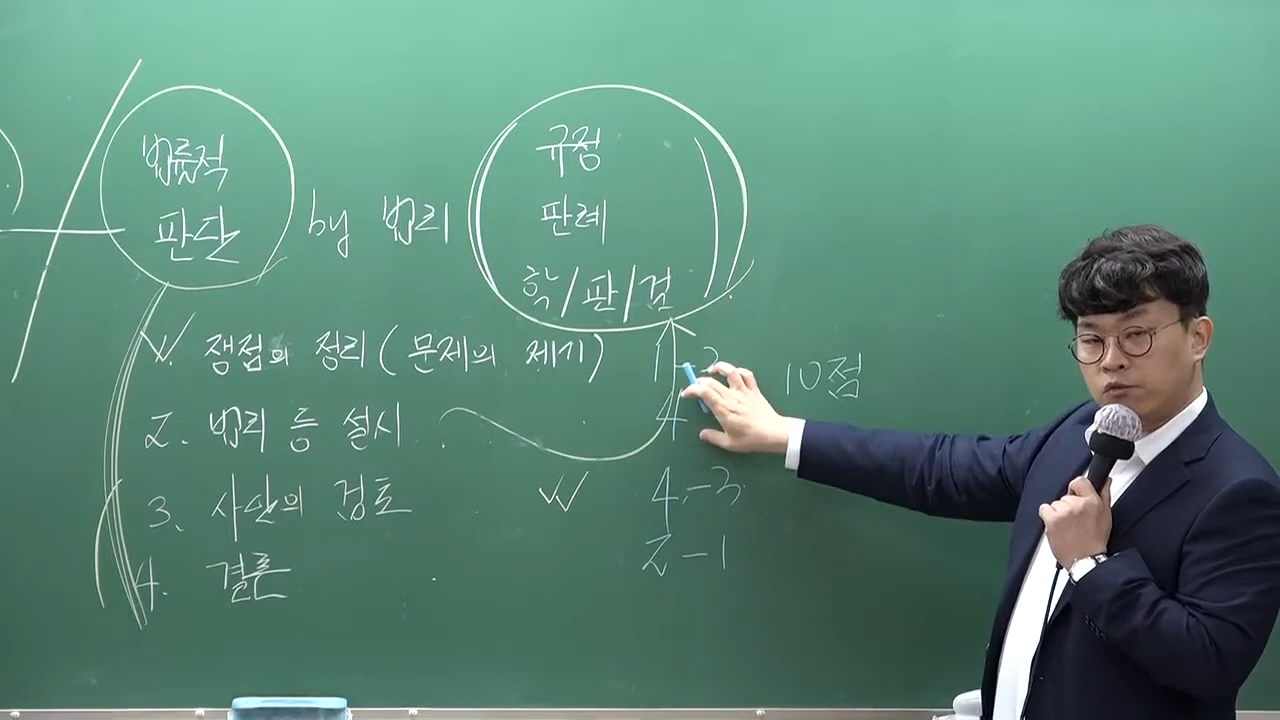 법률적
판단
by 법리
규정
판례
학/판/검
쟁점의 정리 (문제의 제기)
2. 법리 등 설시
4
10점
3. 사안의 검토
4-3
4. 결론
2-1